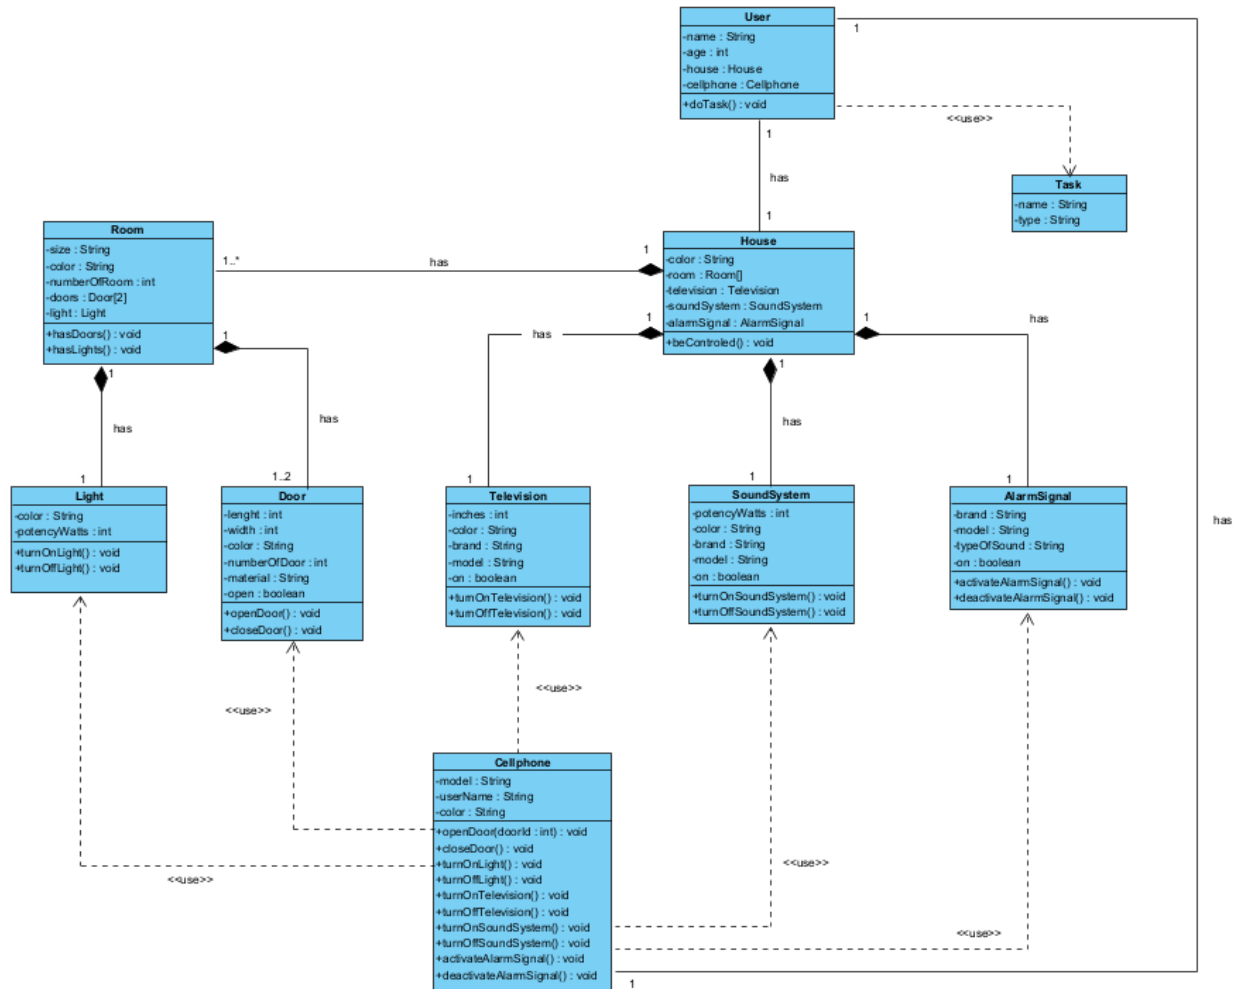 User
-name : String
-age : int
-house : House
-cellphone : Cellphone
+doTask() : void
1
<<use>>
1
has
1
Task
-name : String
-type : String
Room
-size : String
-color : String
-numberOfRoom : int
-doors : Door[2]
-light : Light
+hasDoors() : void
+hasLights() : void
1..*
has
1
House
-color : String
-room : Room[]
-television : Television
-soundSystem : SoundSystem
-alarmSignal : AlarmSignal
+beControled() : void
1
has
1
1
has
1
has
1
has
1
has
1
1..2
1
1
1
has
Light
-color : String
-potencyWatts : int
+turnOnLight() : void
+turnOffLight() : void
Door
-lenght : int
-width : int
-color : String
-numberOfDoor : int
-material : String
-open : boolean
+openDoor() : void
+closeDoor() : void
Television
-inches : int
-color : String
-brand : String
-model : String
-on : boolean
+turnOnTelevision() : void
+turnOffTelevision() : void
SoundSystem
-potencyWatts : int
-color : String
-brand : String
-model : String
-on : boolean
+turnOnSoundSystem() : void
+turnOffSoundSystem() : void
AlarmSignal
-brand : String
-model : String
-typeOfSound : String
-on : boolean
+activateAlarmSignal() : void
+deactivateAlarmSignal() : void
has
<<use>>
<<use>>
Cellphone
-model : String
-userName : String
-color : String
+openDoor(doorId : int) : void
+closeDoor() : void
+turnOnLight() : void
+turnOffLight() : void
+turnOnTelevision() : void
+turnOffTelevision() : void
+turnOnSoundSystem() : void
+turnOffSoundSystem() : void
+activateAlarmSignal() : void
+deactivateAlarmSignal() : void
<<use>>
<<use>>
<<use>>
1